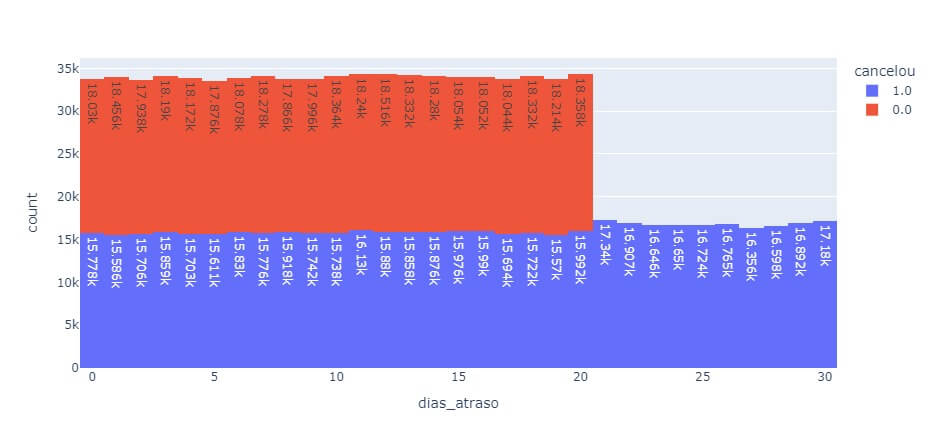 cancelou
1.0
0.0
count
35k
30k
25k
20k
15k
10k
5k
0
18.03k
18.456k
17.938k
18.19k
18.172k
17.876k
18.078k
18.278k
17.866k
17.996k
18.364k
18.24k
18.516k
18.332k
18.28k
18.054k
18.052k
18.044k
18.332k
18.214k
18.358k
15.778k
15.586k
15.706k
15.859k
15.703k
15.611k
15.83k
15.776k
15.918k
15.742k
15.738k
16.13k
15.88k
15.858k
15.876k
15.976k
15.99k
15.694k
15.722k
15.57k
15.992k
17.34k
16.907k
16.646k
16.65k
16.724k
16.765k
16.356k
16.598k
16.892k
17.18k
0 5 10 15 20 25 30
dias_atraso